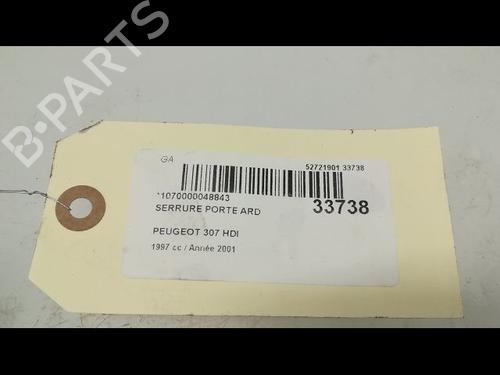 B-PARTS
GA
52721901 33738
*1070000048843
SERRURE PORTE ARD
33738
PEUGEOT 307 HDI
1997 cc / Année 2001